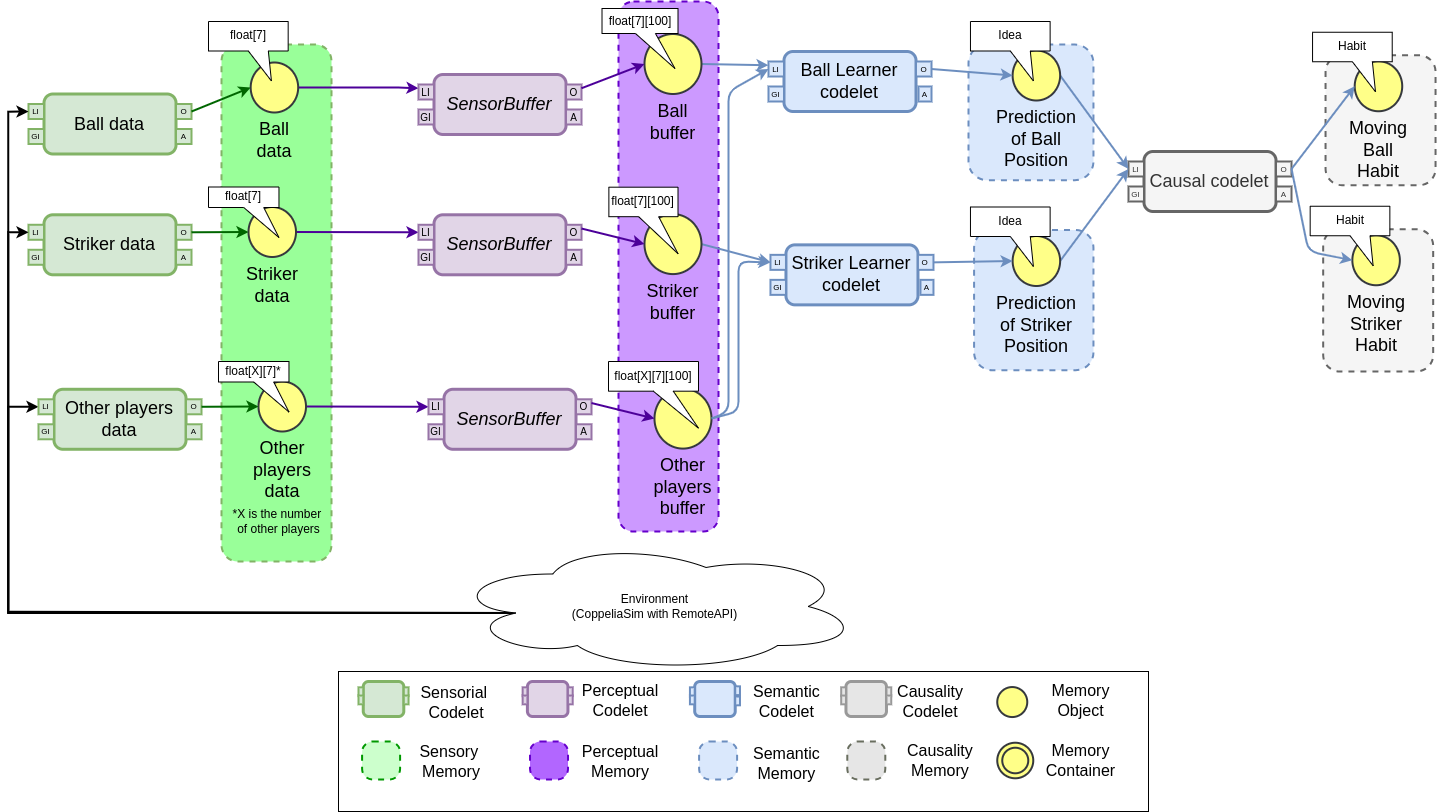 float[7]
Ball data
LI
GI
O
A
Ball
data
LI
GI
SensorBuffer
O
A
float[7][100]
Ball
buffer
LI
GI
Ball Learner
codelet
O
A
Idea
Prediction
of Ball
Position
LI
GI
Causal codelet
O
A
Habit
Moving
Ball
Habit
LI
GI
Striker data
O
A
float[7]
Striker
data
LI
GI
SensorBuffer
O
A
float[7][100]
Striker
buffer
LI
GI
Striker Learner
codelet
O
A
Idea
Prediction
of Striker
Position
Habit
Moving
Striker
Habit
LI
GI
Other players
data
O
A
float[X][7]*
Other
players
data
*X is the number
of other players
LI
GI
SensorBuffer
O
A
float[X][7][100]
Other
players
buffer
Environment
(CoppeliaSim with RemoteAPI)
Sensorial
Codelet
Perceptual
Codelet
Semantic
Codelet
Causality
Codelet
Memory
Object
Sensory
Memory
Perceptual
Memory
Semantic
Memory
Causality
Memory
Memory
Container